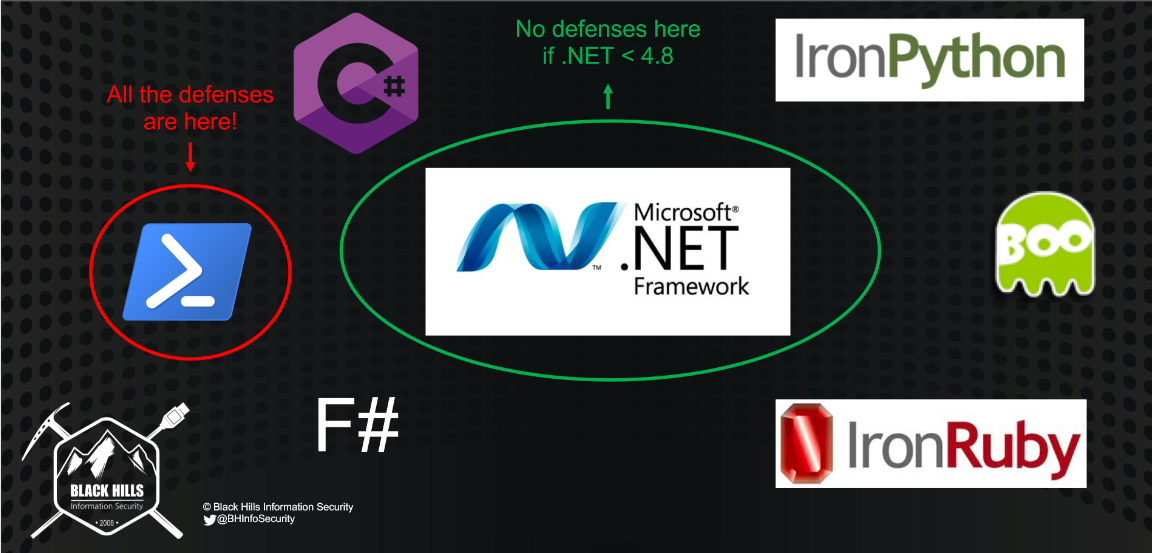 No defenses here
if .NET < 4.8
C#
IronPython
All the defenses
are here!
Microsoft®
.NET
™
Framework
BOO
>_
F#
IronRuby
BLACK HILLS
Information Security
• 2008 •
© Black Hills Information Security
@BHInfoSecurity